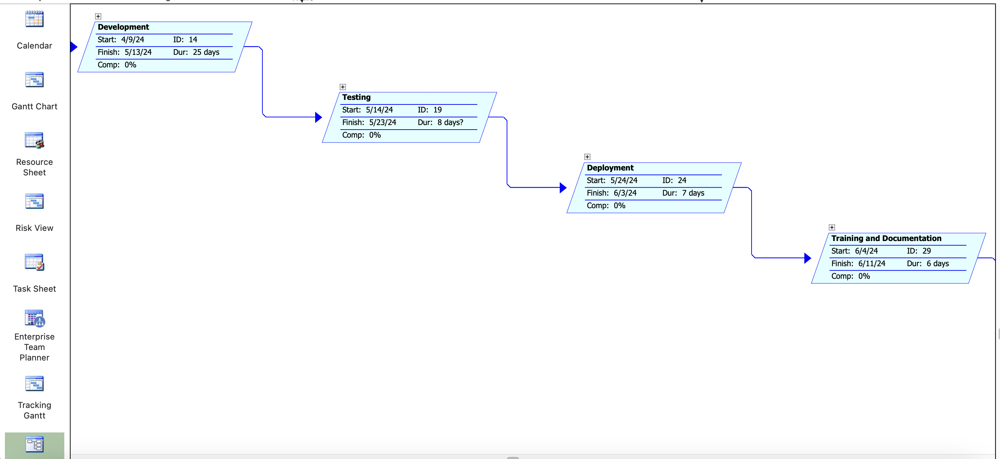 Calendar
Gantt Chart
Resource
Sheet
Risk View
Task Sheet
Enterprise
Team
Planner
Tracking
Gantt
Development
Start: 4/9/24 ID: 14
Finish: 5/13/24 Dur: 25 days
Comp: 0%
Testing
Start: 5/14/24 ID: 19
Finish: 5/23/24 Dur: 8 days?
Comp: 0%
Deployment
Start: 5/24/24 ID: 24
Finish: 6/3/24 Dur: 7 days
Comp: 0%
Training and Documentation
Start: 6/4/24 ID: 29
Finish: 6/11/24 Dur: 6 days
Comp: 0%